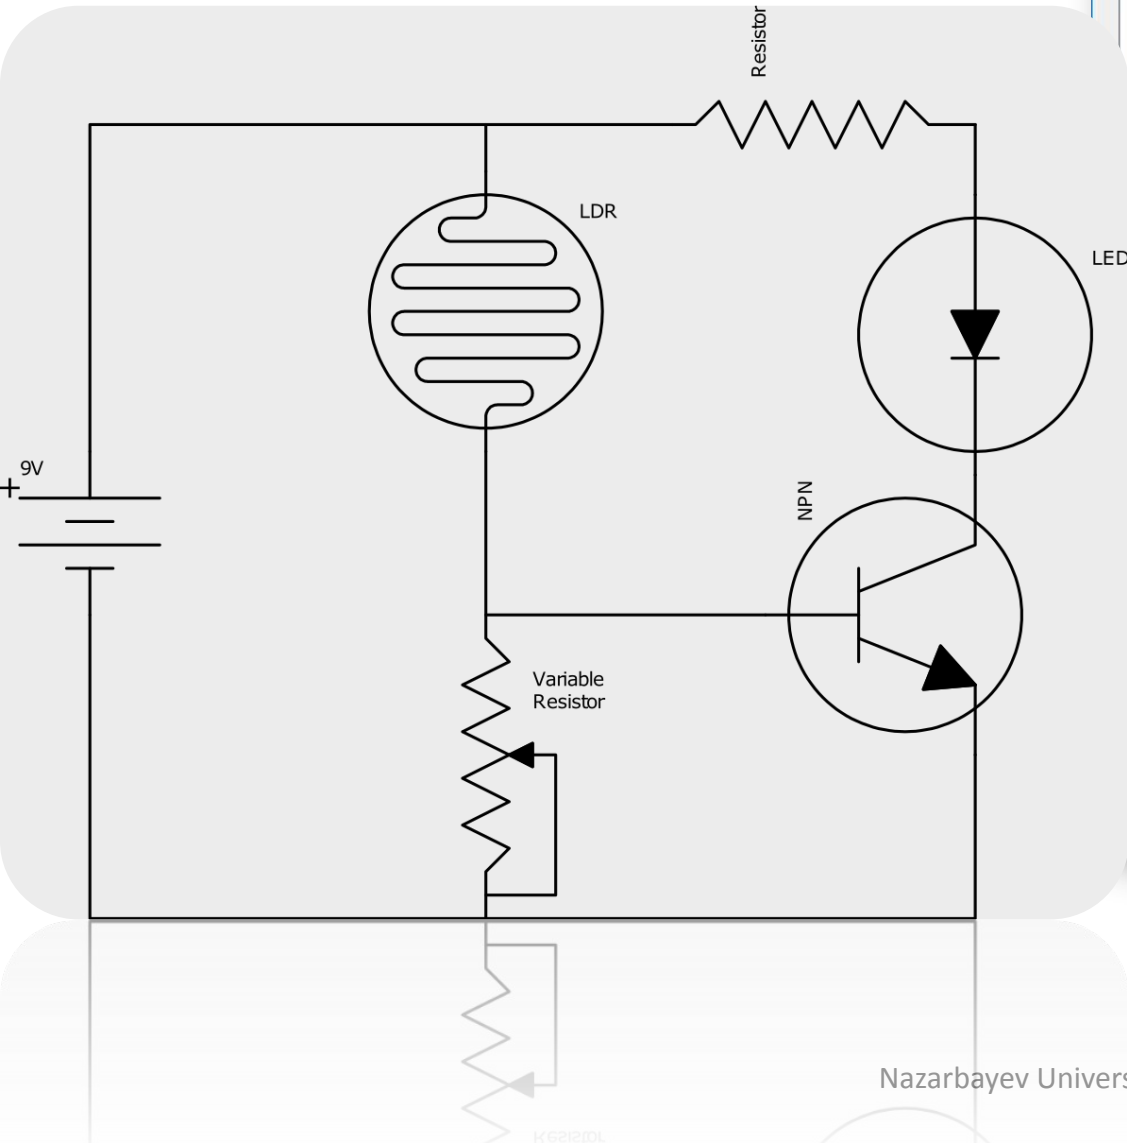 Resistor
LDR
LED
9V
+
NPN
Variable
Resistor
Nazarbayev Univers